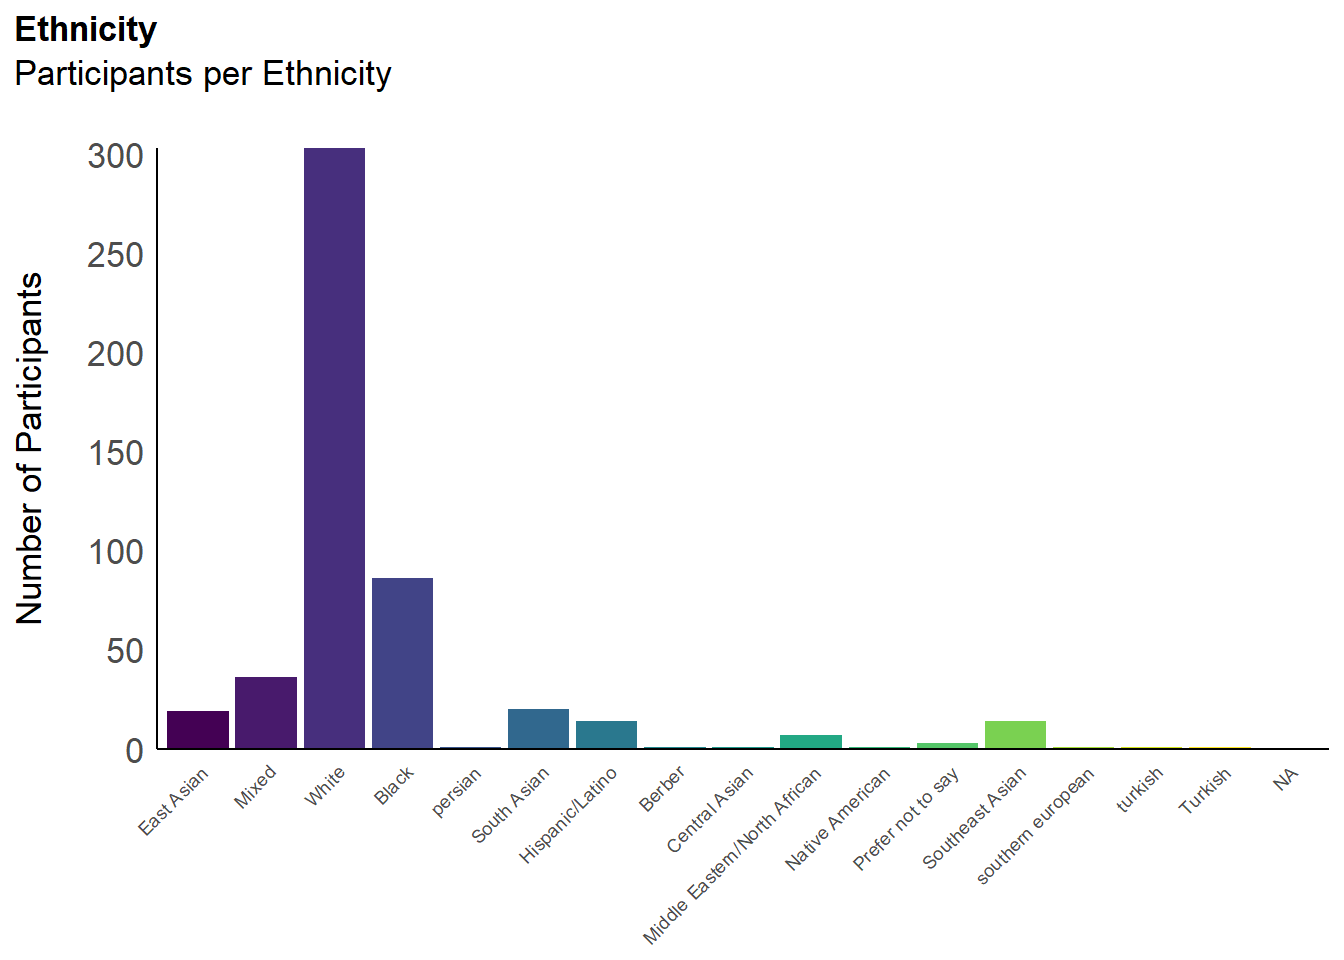 Ethnicity
Participants per Ethnicity
Number of Participants
300
250
200
150
100
50
0
East Asian
Mixed
White
Black
persian
South Asian
Hispanic/Latino
Berber
Central Asian
Middle Eastern/North African
Native American
Prefer not to say
Southeast Asian
southern european
turkish
Turkish
NA